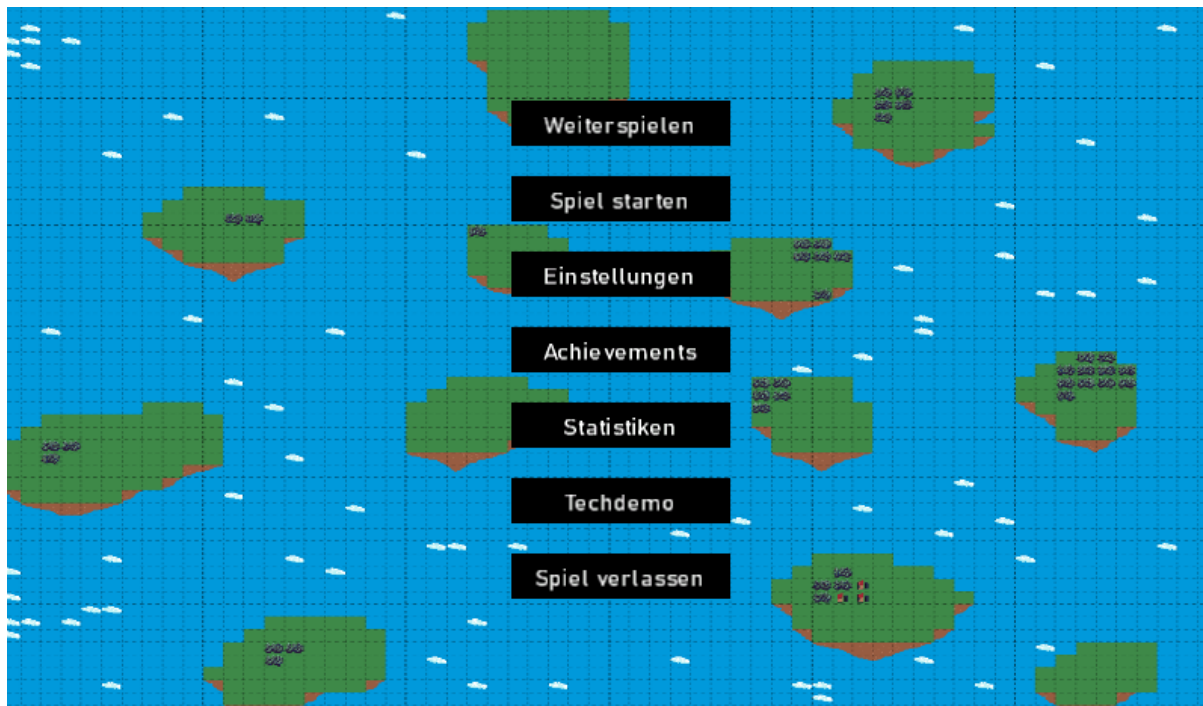 Weiterspielen
Spiel starten
Einstellungen
Achievements
Statistiken
Techdemo
Spiel verlassen